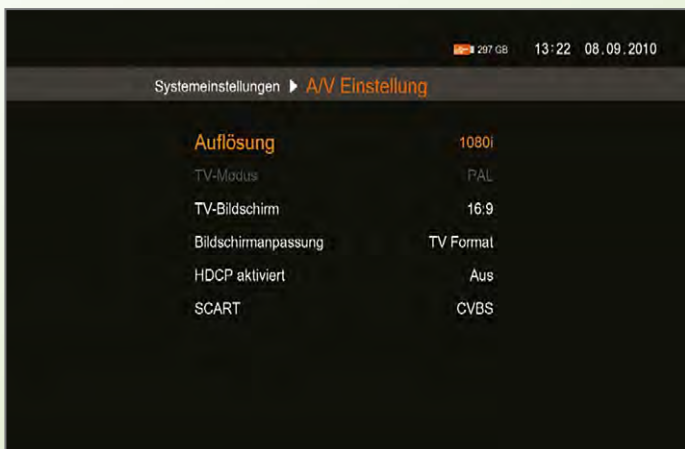 297 GB 13:22 08.09.2010
Systemeinstellungen ▶ A/V Einstellung
Auflösung 1080i
TV-Modus PAL
TV-Bildschirm 16:9
Bildschirmanpassung TV Format
HDCP aktiviert Aus
SCART CVBS